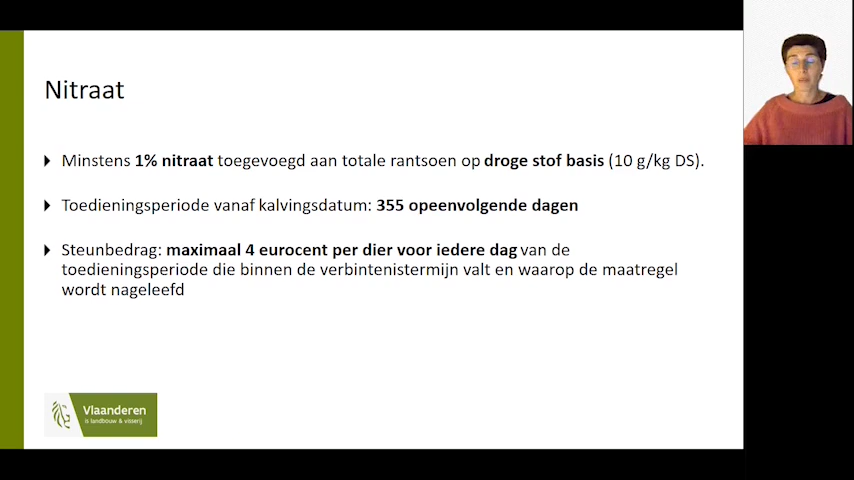 Nitraat
Minstens 1% nitraat toegevoegd aan totale rantsoen op droge stof basis (10 g/kg DS).
Toedieningsperiode vanaf kalvingsdatum: 355 opeenvolgende dagen
Steunbedrag: maximaal 4 eurocent per dier voor iedere dag van de
toedieningsperiode die binnen de verbintenistermijn valt en waarop de maatregel
wordt nageleefd
Vlaanderen
is landbouw & visserij